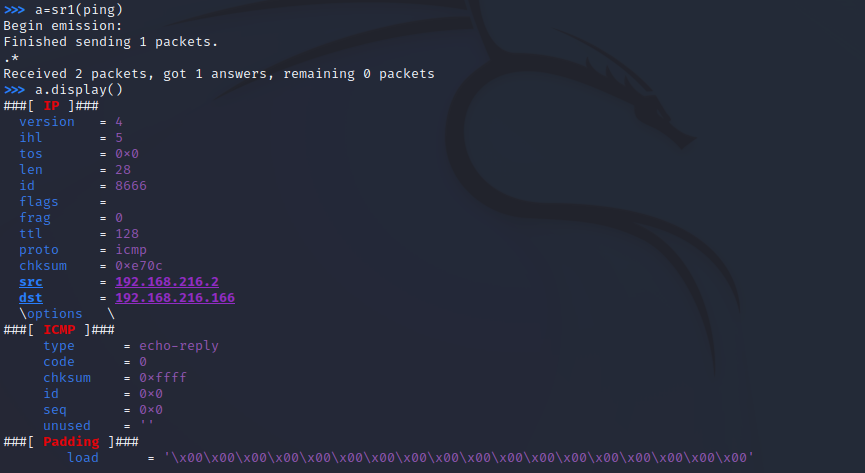 >>> a=sr1(ping)
Begin emission:
Finished sending 1 packets.
.*
Received 2 packets, got 1 answers, remaining 0 packets
>>> a.display()
###[ IP ]###
  version   = 4
  ihl       = 5
  tos       = 0×0
  len       = 28
  id        = 8666
  flags     =
  frag      = 0
  ttl       = 128
  proto     = icmp
  chksum    = 0×e70c
  src       = 192.168.216.2
  dst       = 192.168.216.166
  \options   \
###[ ICMP ]###
     type       = echo-reply
     code       = 0
     chksum     = 0×ffff
     id         = 0×0
     seq        = 0×0
     unused     = ''
###[ Padding ]###
        load      = '\x00\x00\x00\x00\x00\x00\x00\x00\x00\x00\x00\x00\x00\x00\x00\x00\x00\x00'